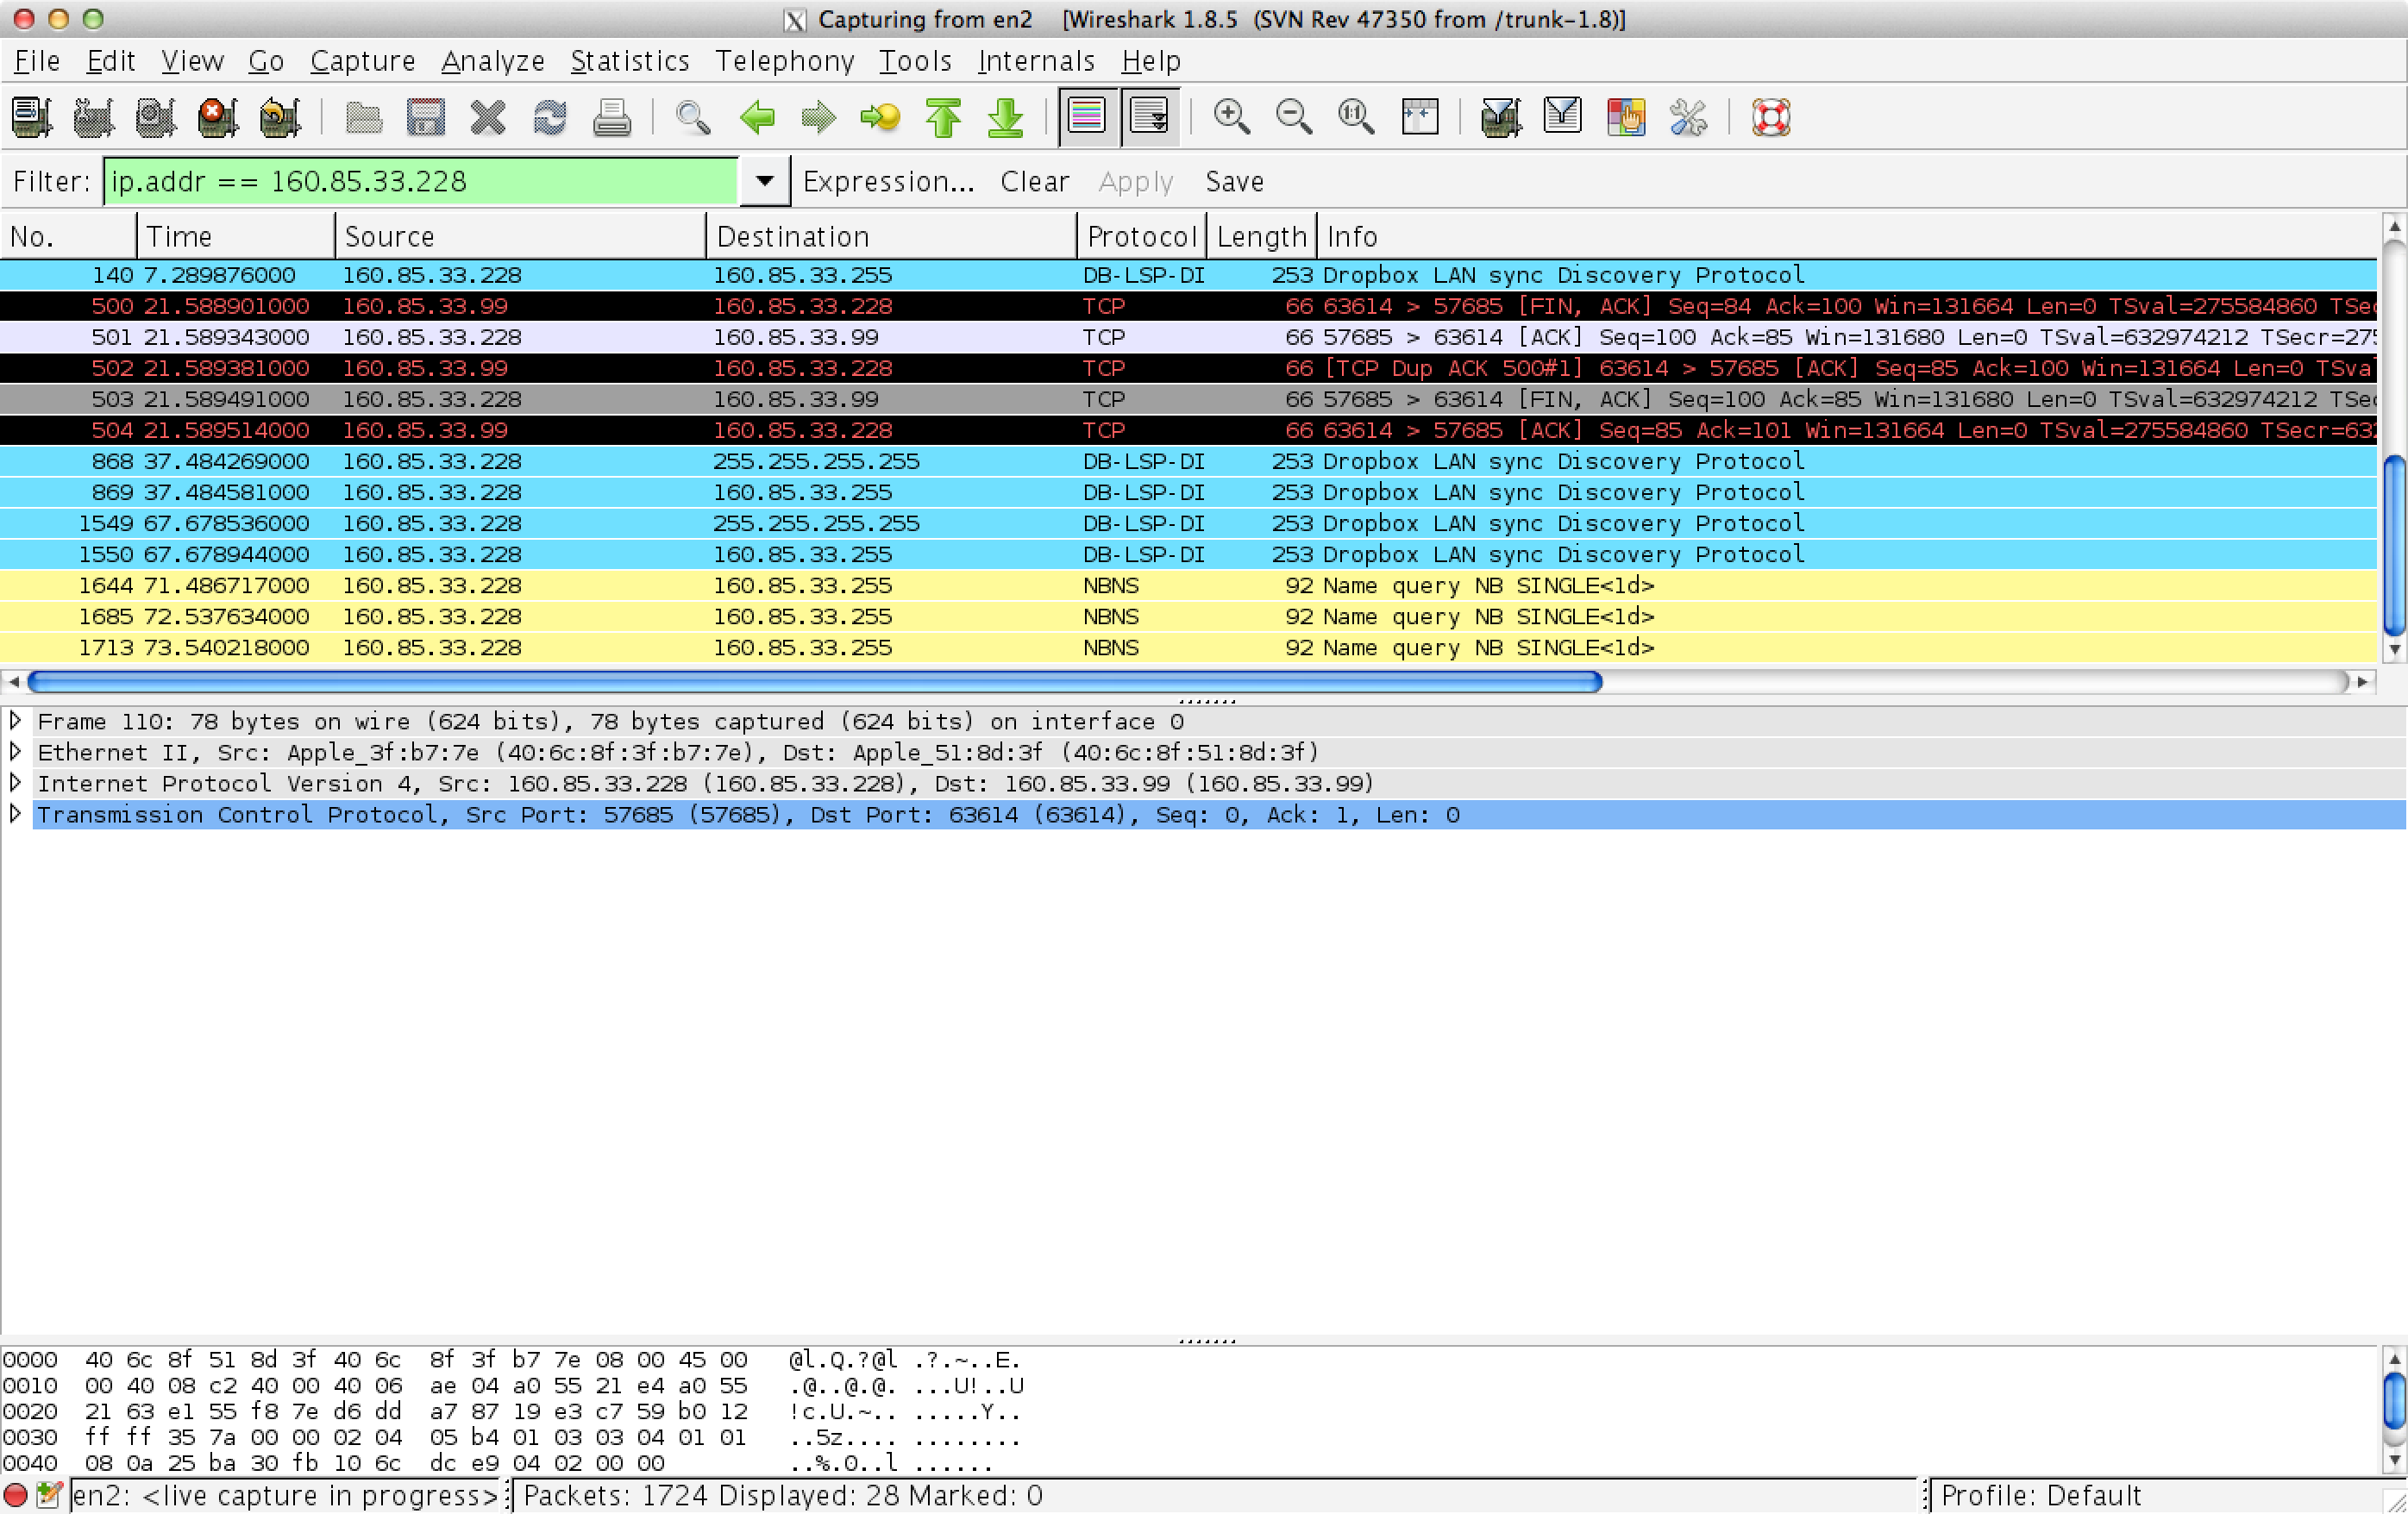 Capturing from en2 [Wireshark 1.8.5 (SVN Rev 47350 from /trunk-1.8)]
File Edit View Go Capture Analyze Statistics Telephony Tools Internals Help
Filter: ip.addr == 160.85.33.228 Expression... Clear Apply Save
No. Time Source Destination Protocol Length Info
140 7.289876000 160.85.33.228 160.85.33.255 DB-LSP-DI 253 Dropbox LAN sync Discovery Protocol
500 21.588901000 160.85.33.99 160.85.33.228 TCP 66 63614 > 57685 [FIN, ACK] Seq=84 Ack=100 Win=131664 Len=0 TSval=275584860 TSec
501 21.589343000 160.85.33.228 160.85.33.99 TCP 66 57685 > 63614 [ACK] Seq=100 Ack=85 Win=131680 Len=0 TSval=632974212 TSecr=275
502 21.589381000 160.85.33.99 160.85.33.228 TCP 66 [TCP Dup ACK 500#1] 63614 > 57685 [ACK] Seq=85 Ack=100 Win=131664 Len=0 TSva
503 21.589491000 160.85.33.228 160.85.33.99 TCP 66 57685 > 63614 [FIN, ACK] Seq=100 Ack=85 Win=131680 Len=0 TSval=632974212 TSec
504 21.589514000 160.85.33.99 160.85.33.228 TCP 66 63614 > 57685 [ACK] Seq=85 Ack=101 Win=131664 Len=0 TSval=275584860 TSecr=632
868 37.484269000 160.85.33.228 255.255.255.255 DB-LSP-DI 253 Dropbox LAN sync Discovery Protocol
869 37.484581000 160.85.33.228 160.85.33.255 DB-LSP-DI 253 Dropbox LAN sync Discovery Protocol
1549 67.678536000 160.85.33.228 255.255.255.255 DB-LSP-DI 253 Dropbox LAN sync Discovery Protocol
1550 67.678944000 160.85.33.228 160.85.33.255 DB-LSP-DI 253 Dropbox LAN sync Discovery Protocol
1644 71.486717000 160.85.33.228 160.85.33.255 NBNS 92 Name query NB SINGLE<1d>
1685 72.537634000 160.85.33.228 160.85.33.255 NBNS 92 Name query NB SINGLE<1d>
1713 73.540218000 160.85.33.228 160.85.33.255 NBNS 92 Name query NB SINGLE<1d>
Frame 110: 78 bytes on wire (624 bits), 78 bytes captured (624 bits) on interface 0
Ethernet II, Src: Apple_3f:b7:7e (40:6c:8f:3f:b7:7e), Dst: Apple_51:8d:3f (40:6c:8f:51:8d:3f)
Internet Protocol Version 4, Src: 160.85.33.228 (160.85.33.228), Dst: 160.85.33.99 (160.85.33.99)
Transmission Control Protocol, Src Port: 57685 (57685), Dst Port: 63614 (63614), Seq: 0, Ack: 1, Len: 0
0000 40 6c 8f 51 8d 3f 40 6c 8f 3f b7 7e 08 00 45 00 @l.Q.?@l .?.~..E.
0010 00 40 08 c2 40 00 40 06 ae 04 a0 55 21 e4 a0 55 .@..@.@. ...U!..U
0020 21 63 e1 55 f8 7e d6 dd a7 87 19 e3 c7 59 b0 12 !c.U.~.. .....Y..
0030 ff ff 35 7a 00 00 02 04 05 b4 01 03 03 04 01 01 ..5z.... ........
0040 08 0a 25 ba 30 fb 10 6c dc e9 04 02 00 00 ..%.0..l ......
en2: <live capture in progress> Packets: 1724 Displayed: 28 Marked: 0 Profile: Default